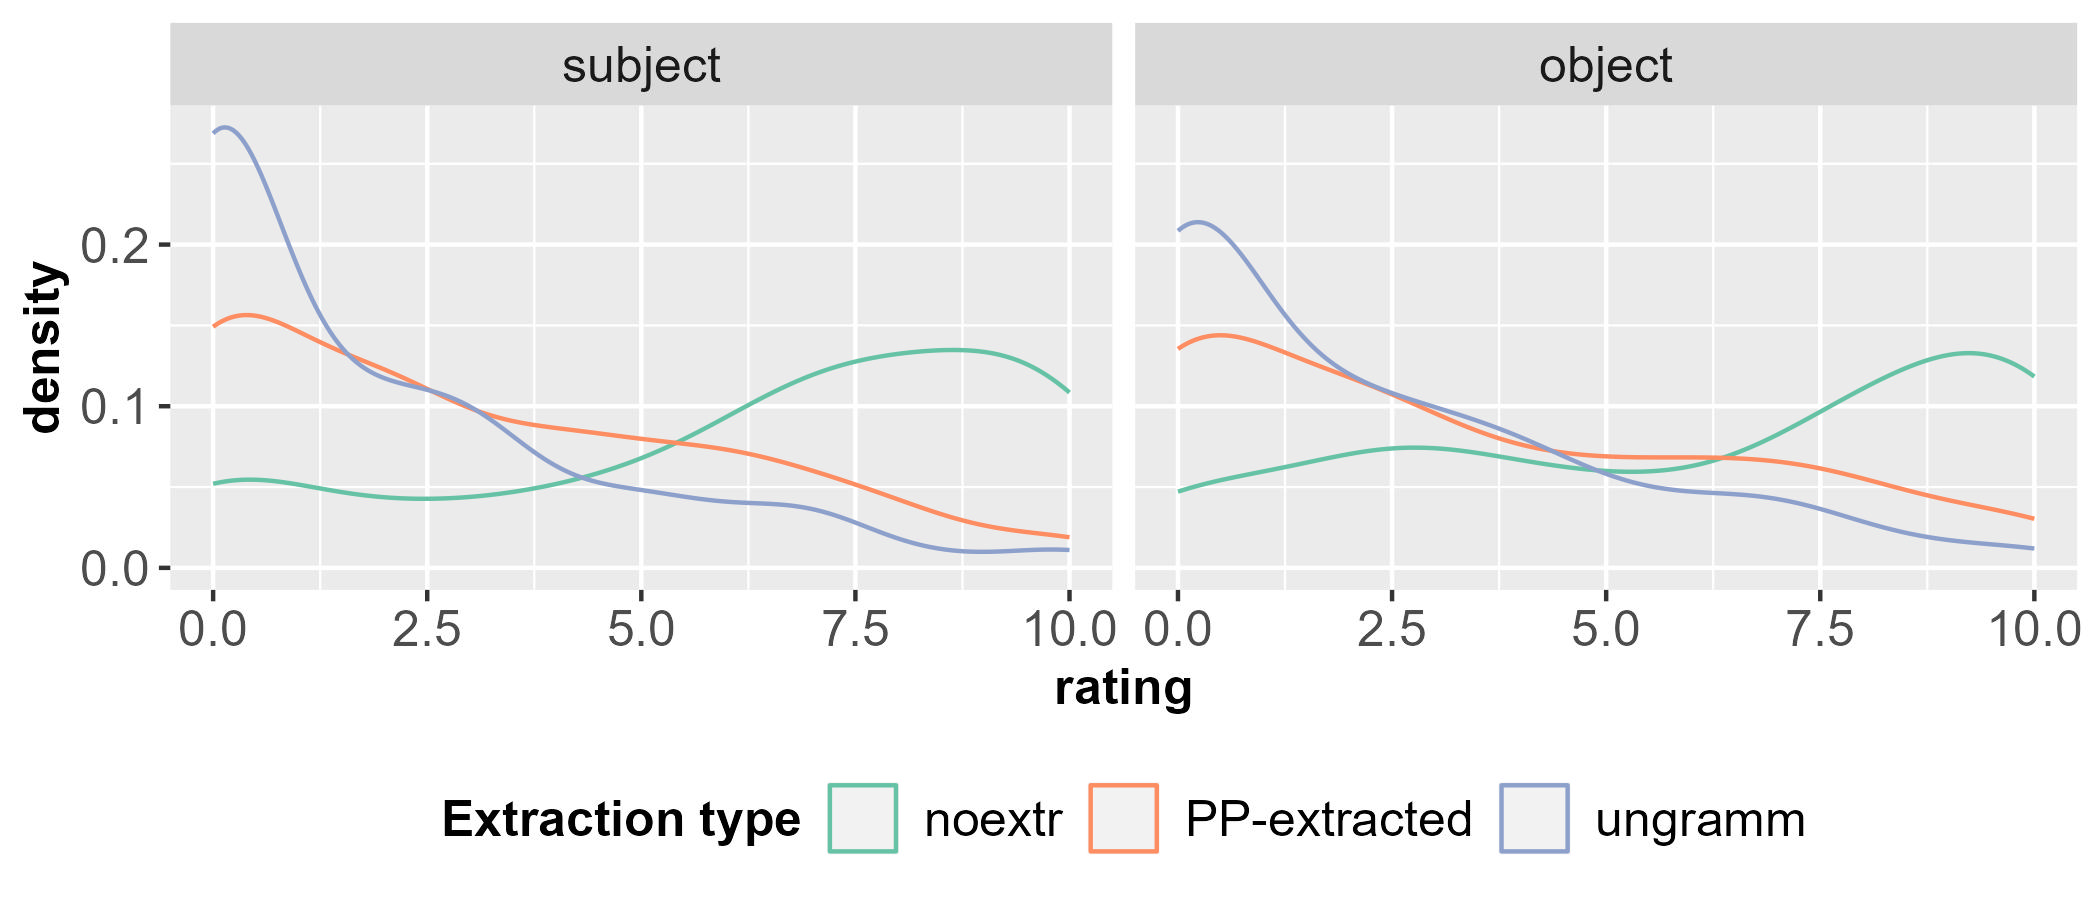 subject object
density
0.2
0.1
0.0
0.0 2.5 5.0 7.5 10.0 0.0 2.5 5.0 7.5 10.0
rating
Extraction type noextr PP-extracted ungramm